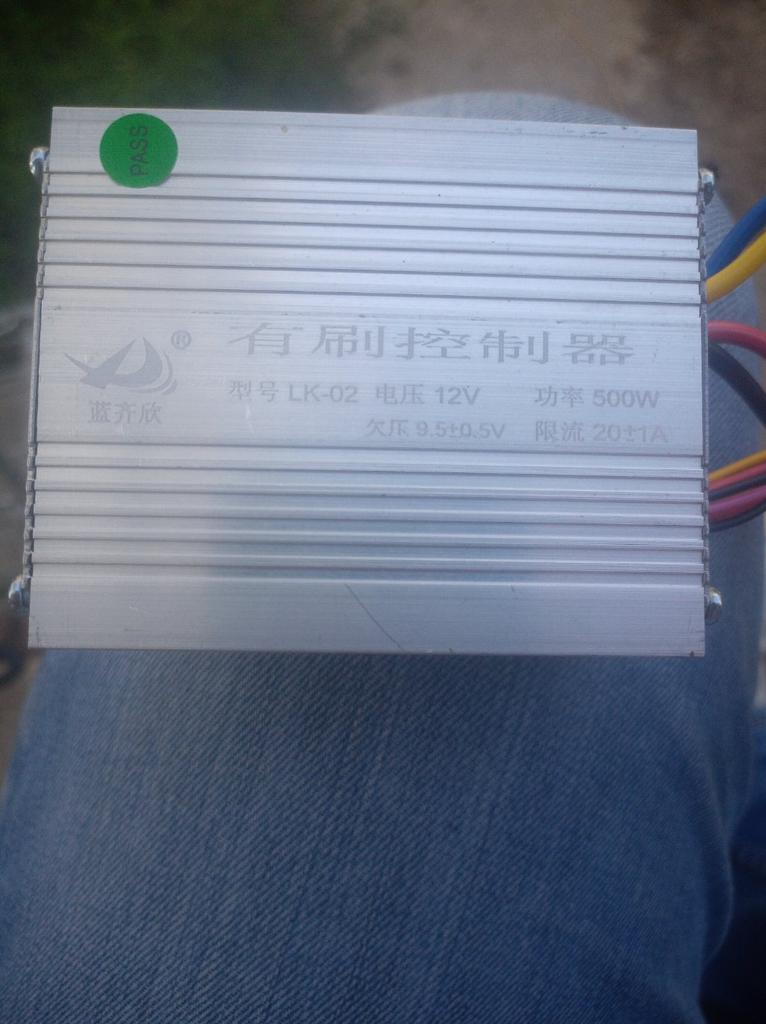 PASS
®
有刷控制器
蓝齐欣
型号 LK-02 电压 12V 功率 500W
欠压 9.5±0.5V 限流 20±1A